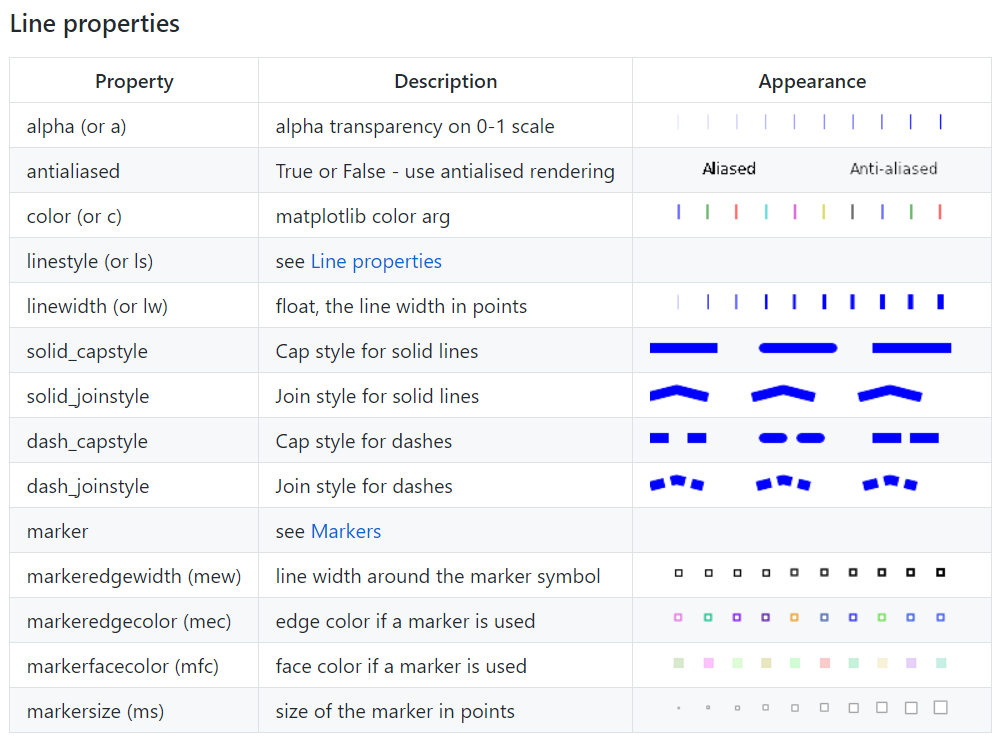 Line properties
Property Description Appearance
alpha (or a) alpha transparency on 0-1 scale
antialiased True or False - use antialised rendering Aliased Anti-aliased
color (or c) matplotlib color arg
linestyle (or ls) see Line properties
linewidth (or lw) float, the line width in points
solid_capstyle Cap style for solid lines
solid_joinstyle Join style for solid lines
dash_capstyle Cap style for dashes
dash_joinstyle Join style for dashes
marker see Markers
markeredgewidth (mew) line width around the marker symbol
markeredgecolor (mec) edge color if a marker is used
markerfacecolor (mfc) face color if a marker is used
markersize (ms) size of the marker in points